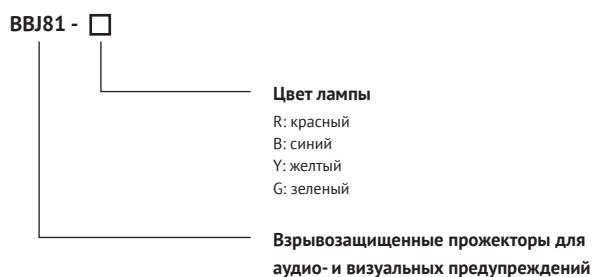 BBJ81 -
Цвет лампы
R: красный
B: синий
Y: желтый
G: зеленый
Взрывозащищенные прожекторы для
аудио- и визуальных предупреждений